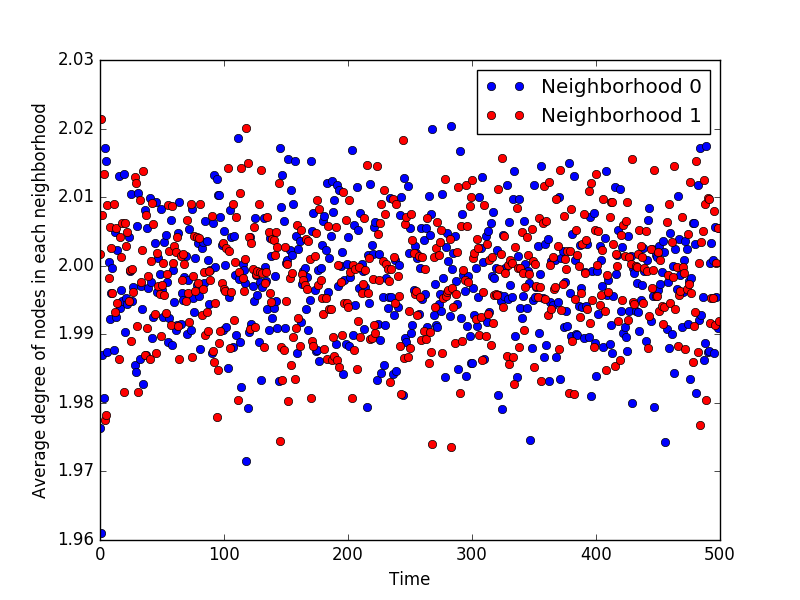 2.03
2.02
2.01
2.00
1.99
1.98
1.97
1.96
Average degree of nodes in each neighborhood
Neighborhood 0
Neighborhood 1
0 100 200 300 400 500
Time